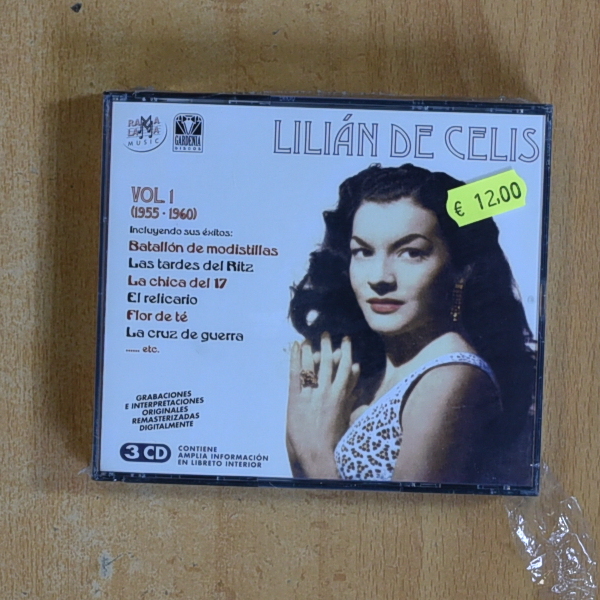 RAMA
LAMA
MUSIC
GARDENIA
DISCOS
LILIÁN DE CELIS
€ 12.00
VOL. 1
(1955 - 1960)
Incluyendo sus éxitos:
Batallón de modistillas
Las tardes del Ritz
La chica del 17
El relicario
Flor de té
La cruz de guerra
...... etc.
GRABACIONES
E INTERPRETACIONES
ORIGINALES
REMASTERIZADAS
DIGITALMENTE
3 CD
CONTIENE
AMPLIA INFORMACIÓN
EN LIBRETO INTERIOR